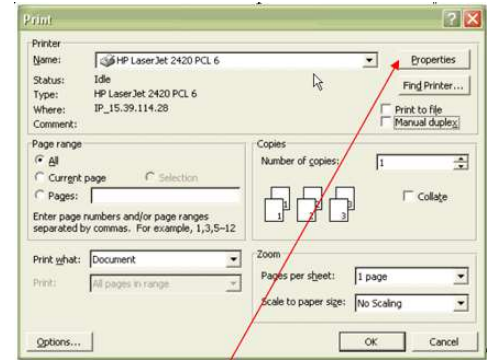 Print
Printer
Name: HP LaserJet 2420 PCL 6
Properties
Status: Idle
Find Printer...
Type: HP LaserJet 2420 PCL 6
Where: IP_15.39.114.28
Print to file
Comment:
Manual duplex
Page range
All
Current page Selection
Pages:
Enter page numbers and/or page ranges
separated by commas. For example, 1,3,5–12
Copies
Number of copies: 1
1 2 3
Collate
Print what: Document
Print: All pages in range
Zoom
Pages per sheet: 1 page
Scale to paper size: No Scaling
Options...
OK
Cancel